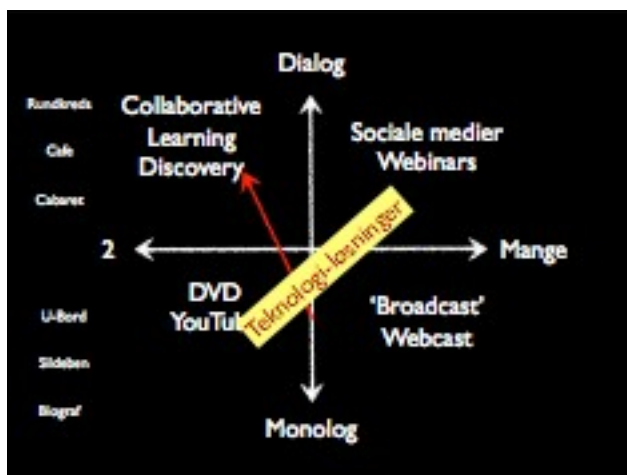 Dialog
Rundkreds
Cafe
Cabaret
Collaborative
Learning
Discovery
Sociale medier
Webinars
2
Mange
Teknologi-løsninger
DVD
YouTub
'Broadcast'
Webcast
U-Bord
Sildeben
Biograf
Monolog